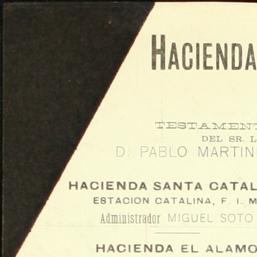 HACIENDA
TESTAMENT
DEL SR. L
D. PABLO MARTIN
HACIENDA SANTA CATAL
ESTACION CATALINA, F. I. M
Administrador MIGUEL SOTO
HACIENDA EL ALAMO